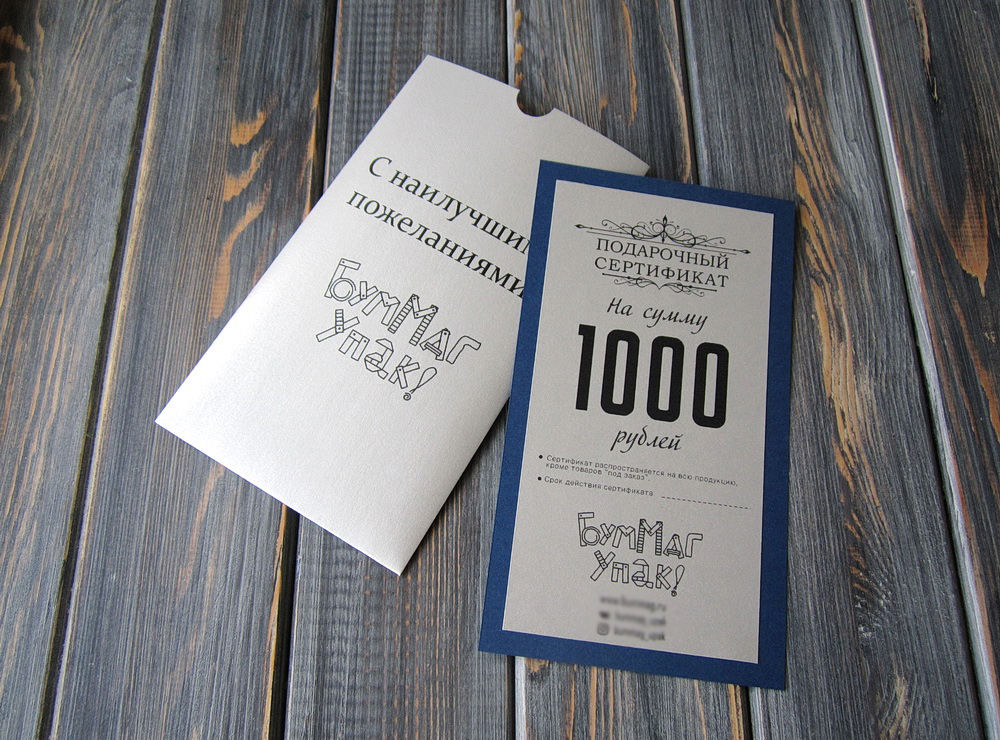 С наилучшим
пожеланиями
БумМаг
Упак!
ПОДАРОЧНЫЙ
СЕРТИФИКАТ
На сумму
1000
рублей
• Сертификат распространяется на всю продукцию,
кроме товаров "под заказ".
• Срок действия сертификата
БумМаг
Упак!